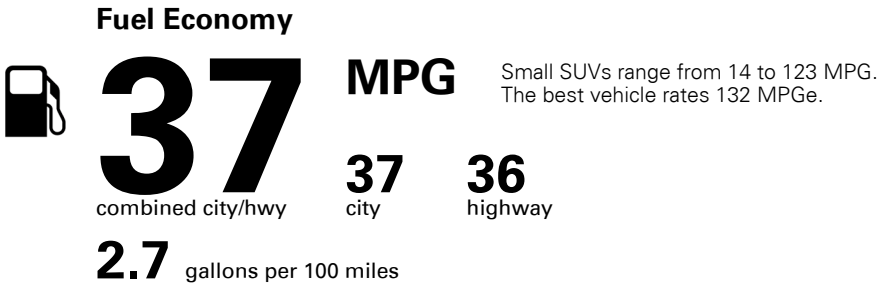 Fuel Economy
37 MPG
Small SUVs range from 14 to 123 MPG.
The best vehicle rates 132 MPGe.
combined city/hwy
37
city
36
highway
2.7 gallons per 100 miles